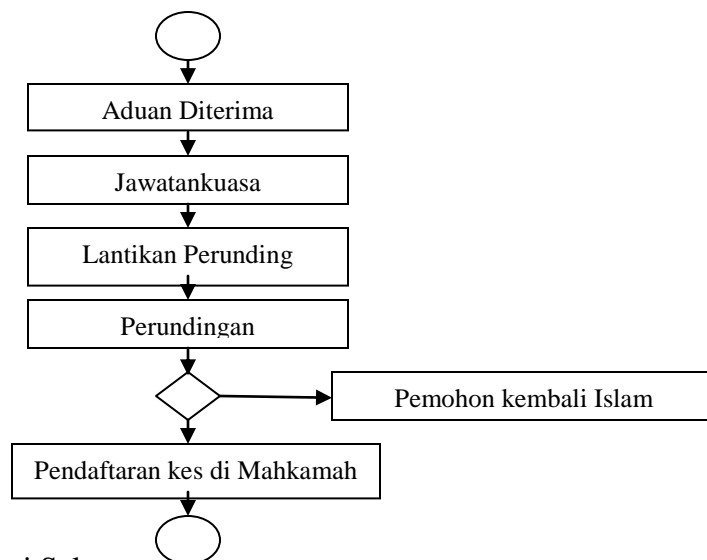 Aduan Diterima
Jawatankuasa
Lantikan Perunding
Perundingan
Pemohon kembali Islam
Pendaftaran kes di Mahkamah